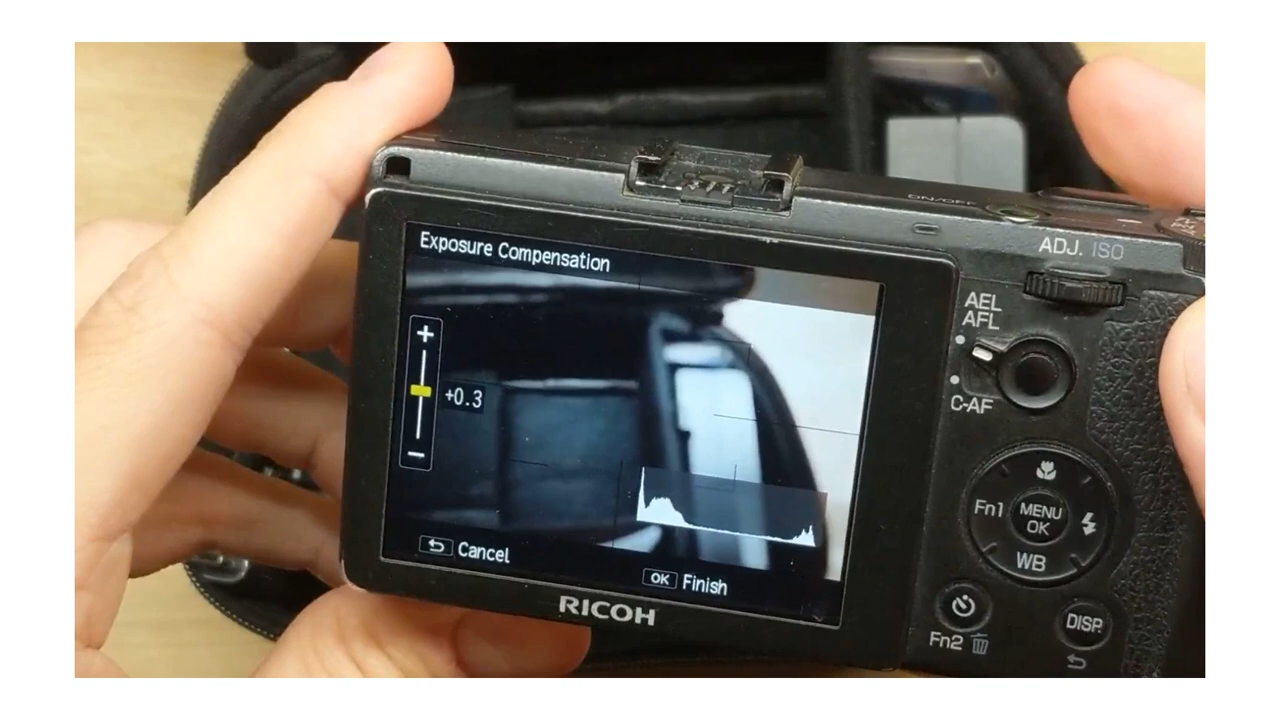 ON/OFF
ADJ. ISO
Exposure Compensation
AEL
AFL
+
+0.3
−
C-AF
Fn1
MENU
OK
WB
Cancel
OK Finish
RICOH
Fn2
DISP.